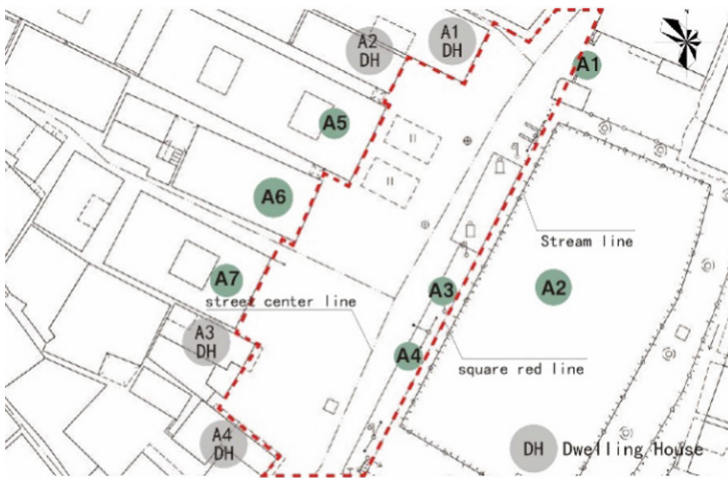 A1
DH
A2
DH
A1
A5
A6
Stream line
A7
A3
A2
street center line
A3
DH
A4
square red line
A4
DH
DH Dwelling House